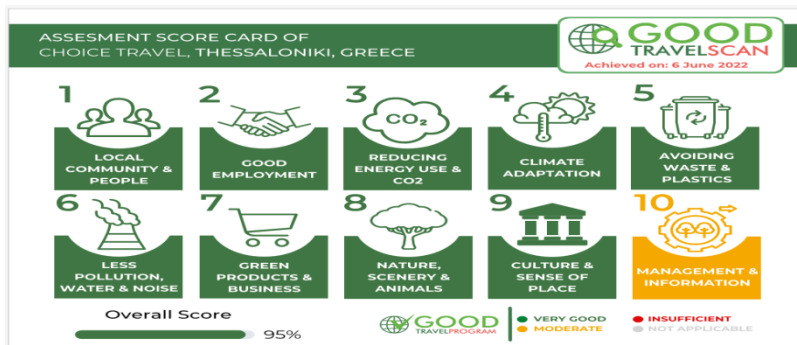 ASSESMENT SCORE CARD OF
CHOICE TRAVEL, THESSALONIKI, GREECE
GOOD
TRAVELSCAN
Achieved on: 6 June 2022
1
LOCAL
COMMUNITY &
PEOPLE
2
GOOD
EMPLOYMENT
3
CO₂
REDUCING
ENERGY USE &
CO2
4
CLIMATE
ADAPTATION
5
AVOIDING
WASTE &
PLASTICS
6
LESS
POLLUTION,
WATER & NOISE
7
GREEN
PRODUCTS &
BUSINESS
8
NATURE,
SCENERY &
ANIMALS
9
CULTURE &
SENSE OF
PLACE
10
MANAGEMENT &
INFORMATION
Overall Score
95%
GOOD
TRAVELPROGRAM
VERY GOOD
MODERATE
INSUFFICIENT
NOT APPLICABLE